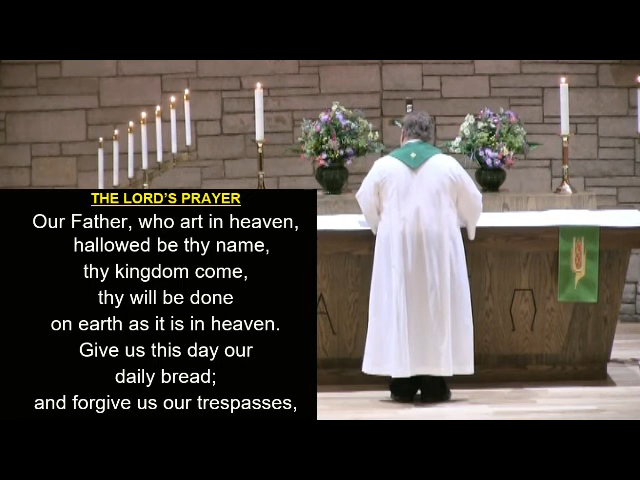 THE LORD'S PRAYER
Our Father, who art in heaven,
hallowed be thy name,
thy kingdom come,
thy will be done
on earth as it is in heaven.
Give us this day our
daily bread;
and forgive us our trespasses,
A Ω